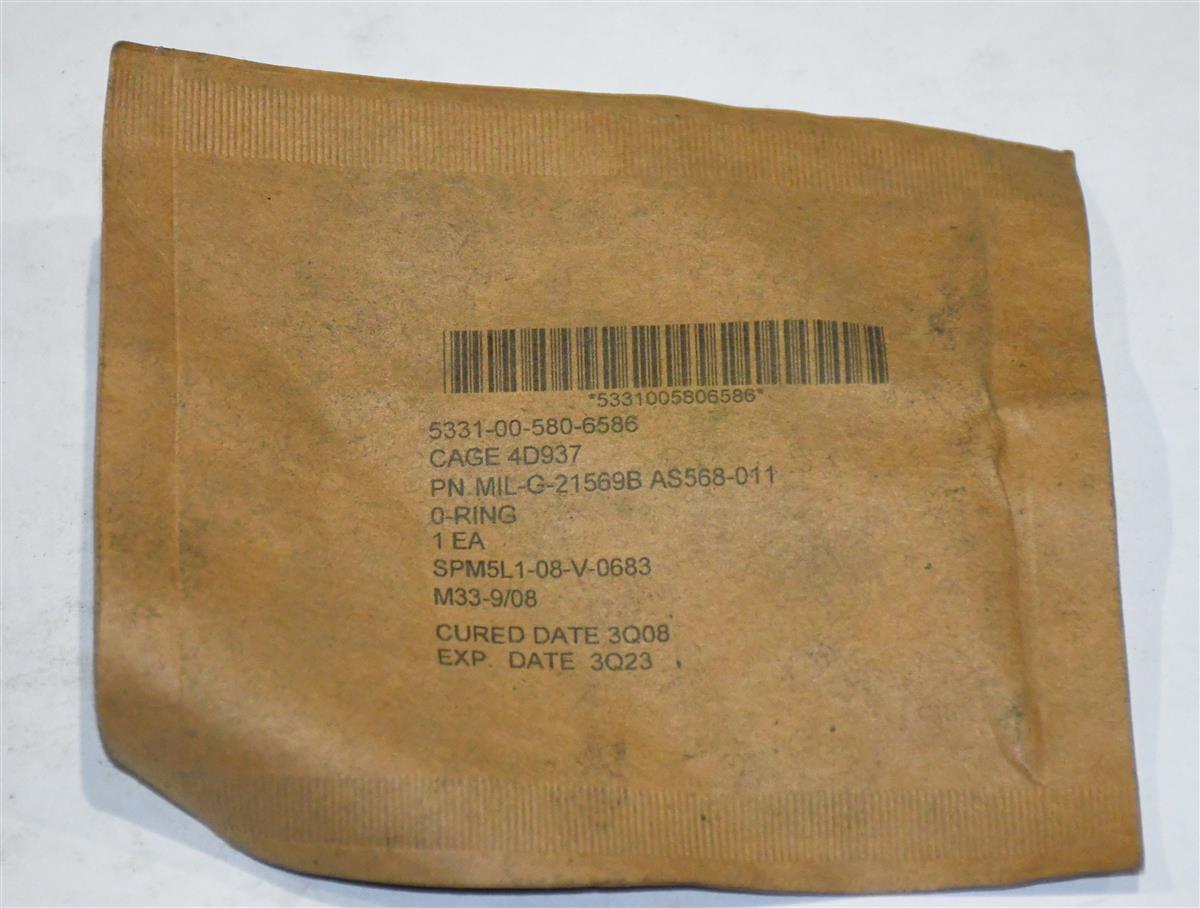 *5331005806586*
5331-00-580-6586
CAGE 4D937
PN. MIL-G-21569B AS568-011
0-RING
1 EA
SPM5L1-08-V-0683
M33-9/08
CURED DATE 3Q08
EXP. DATE 3Q23